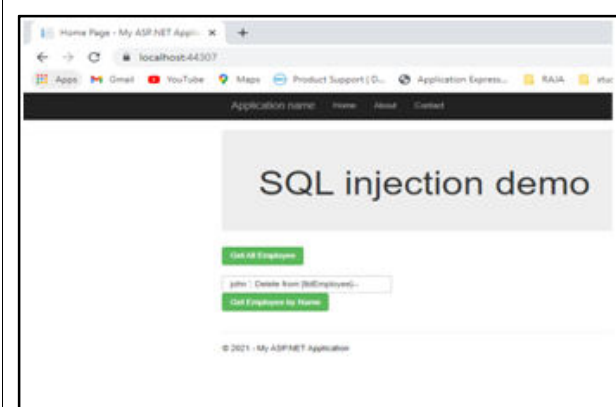 Home Page - My ASP.NET Appli...
localhost:44307
Apps Gmail YouTube Maps Product Support | D... Application Express... RAJA stud
Application name Home About Contact
SQL injection demo
Get All Employee
john '; Delete from [tblEmployee]--
Get Employee by Name
© 2021 - My ASP.NET Application